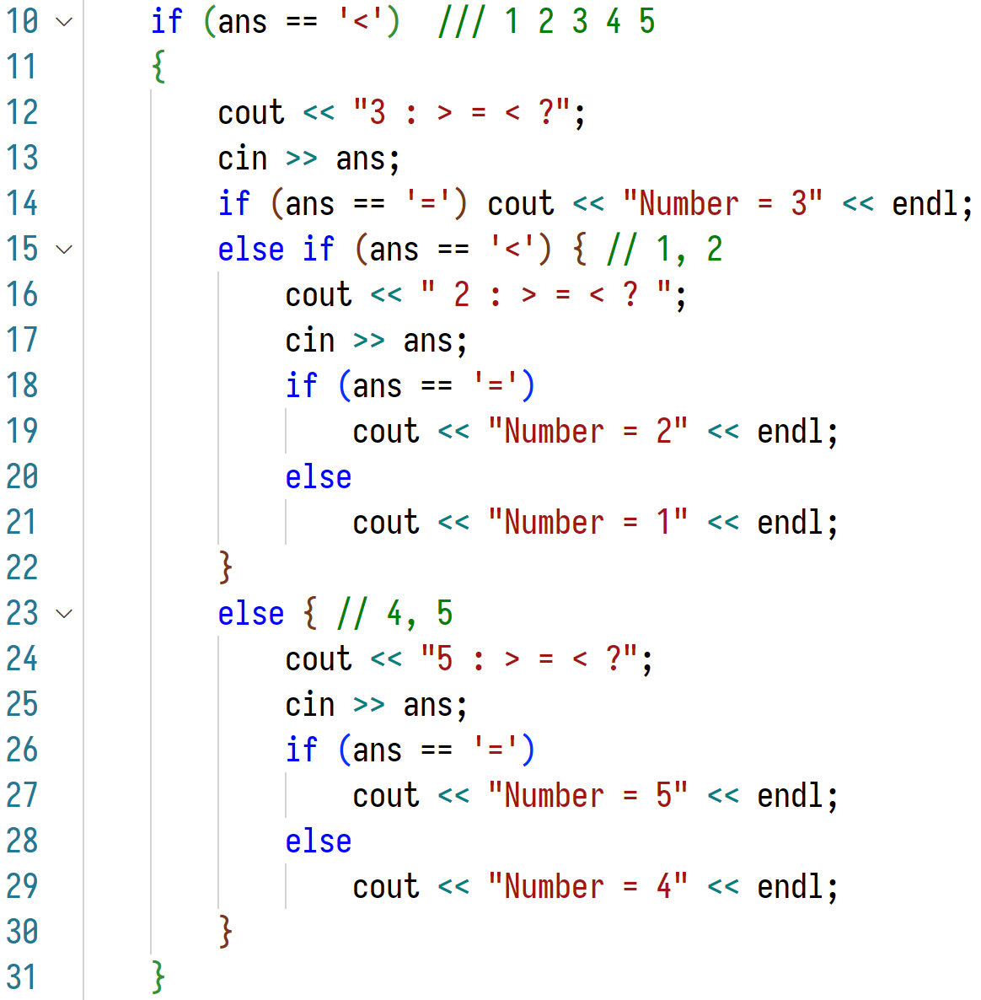 10 if (ans == '<')  /// 1 2 3 4 5
11 {
12     cout << "3 : > = < ?";
13     cin >> ans;
14     if (ans == '=') cout << "Number = 3" << endl;
15     else if (ans == '<') { // 1, 2
16         cout << " 2 : > = < ? ";
17         cin >> ans;
18         if (ans == '=')
19             cout << "Number = 2" << endl;
20         else
21             cout << "Number = 1" << endl;
22     }
23     else { // 4, 5
24         cout << "5 : > = < ?";
25         cin >> ans;
26         if (ans == '=')
27             cout << "Number = 5" << endl;
28         else
29             cout << "Number = 4" << endl;
30     }
31 }